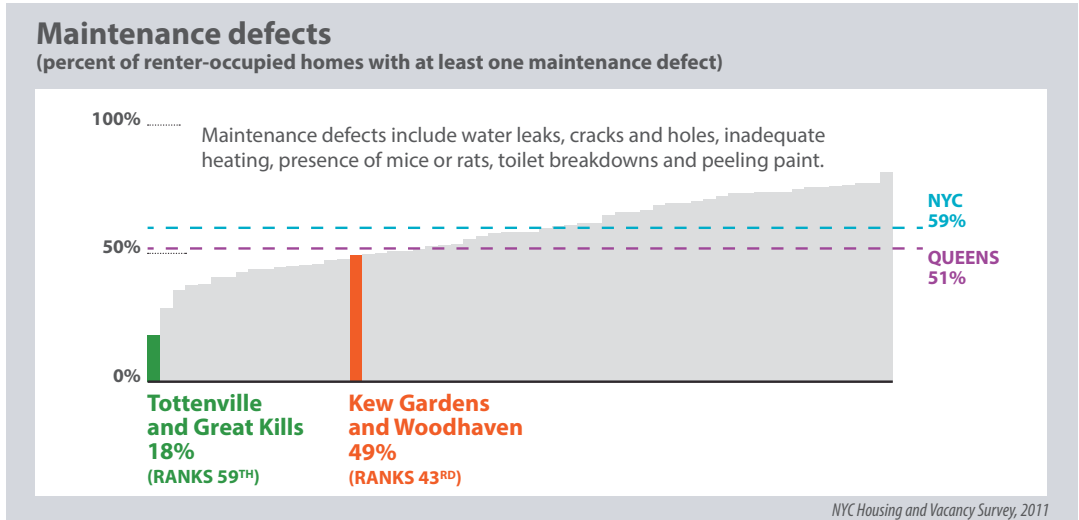 Maintenance defects
(percent of renter-occupied homes with at least one maintenance defect)
100%
Maintenance defects include water leaks, cracks and holes, inadequate
heating, presence of mice or rats, toilet breakdowns and peeling paint.
NYC
59%
50%
QUEENS
51%
0%
Tottenville
and Great Kills
18%
(RANKS 59TH)
Kew Gardens
and Woodhaven
49%
(RANKS 43RD)
NYC Housing and Vacancy Survey, 2011